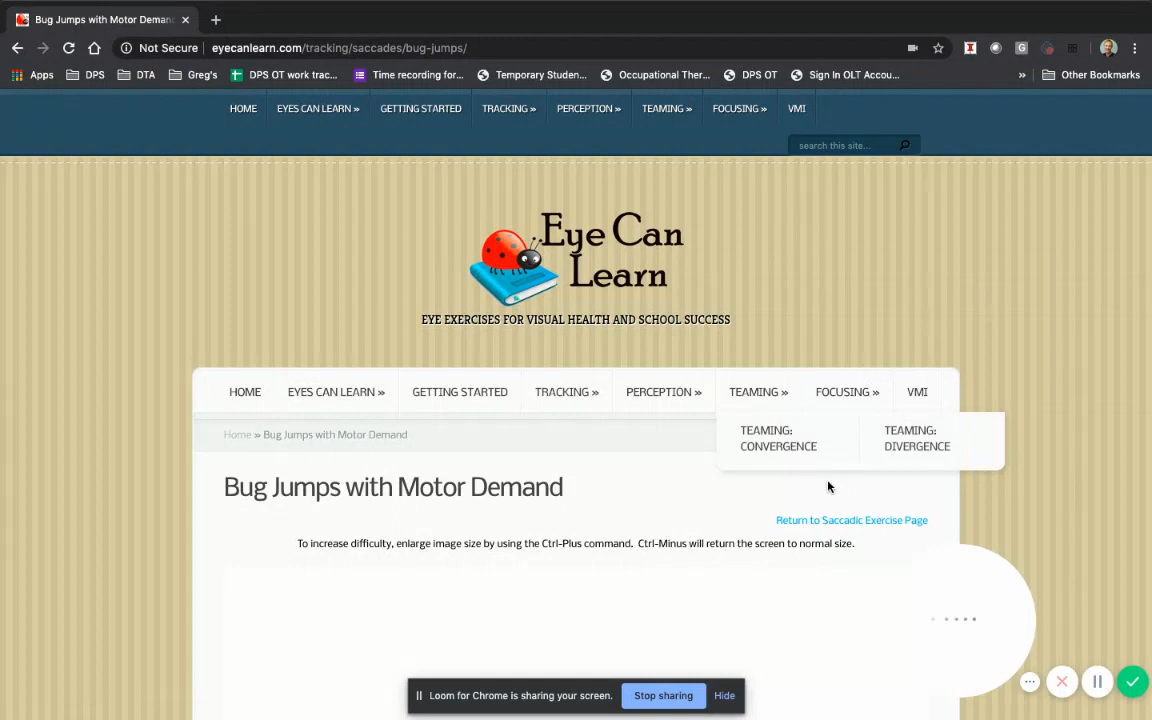 Bug Jumps with Motor Demand
Not Secure eyecanlearn.com/tracking/saccades/bug-jumps/
Apps DPS DTA Greg's DPS OT work trac... Time recording for... Temporary Studen... Occupational Ther... DPS OT Sign In OLT Accou... » Other Bookmarks
HOME EYES CAN LEARN » GETTING STARTED TRACKING » PERCEPTION » TEAMING » FOCUSING » VMI
search this site...
Eye Can
Learn
EYE EXERCISES FOR VISUAL HEALTH AND SCHOOL SUCCESS
HOME EYES CAN LEARN » GETTING STARTED TRACKING » PERCEPTION » TEAMING » FOCUSING » VMI
TEAMING: CONVERGENCE
TEAMING: DIVERGENCE
Home » Bug Jumps with Motor Demand
Bug Jumps with Motor Demand
Return to Saccadic Exercise Page
To increase difficulty, enlarge image size by using the Ctrl-Plus command. Ctrl-Minus will return the screen to normal size.
Loom for Chrome is sharing your screen. Stop sharing Hide